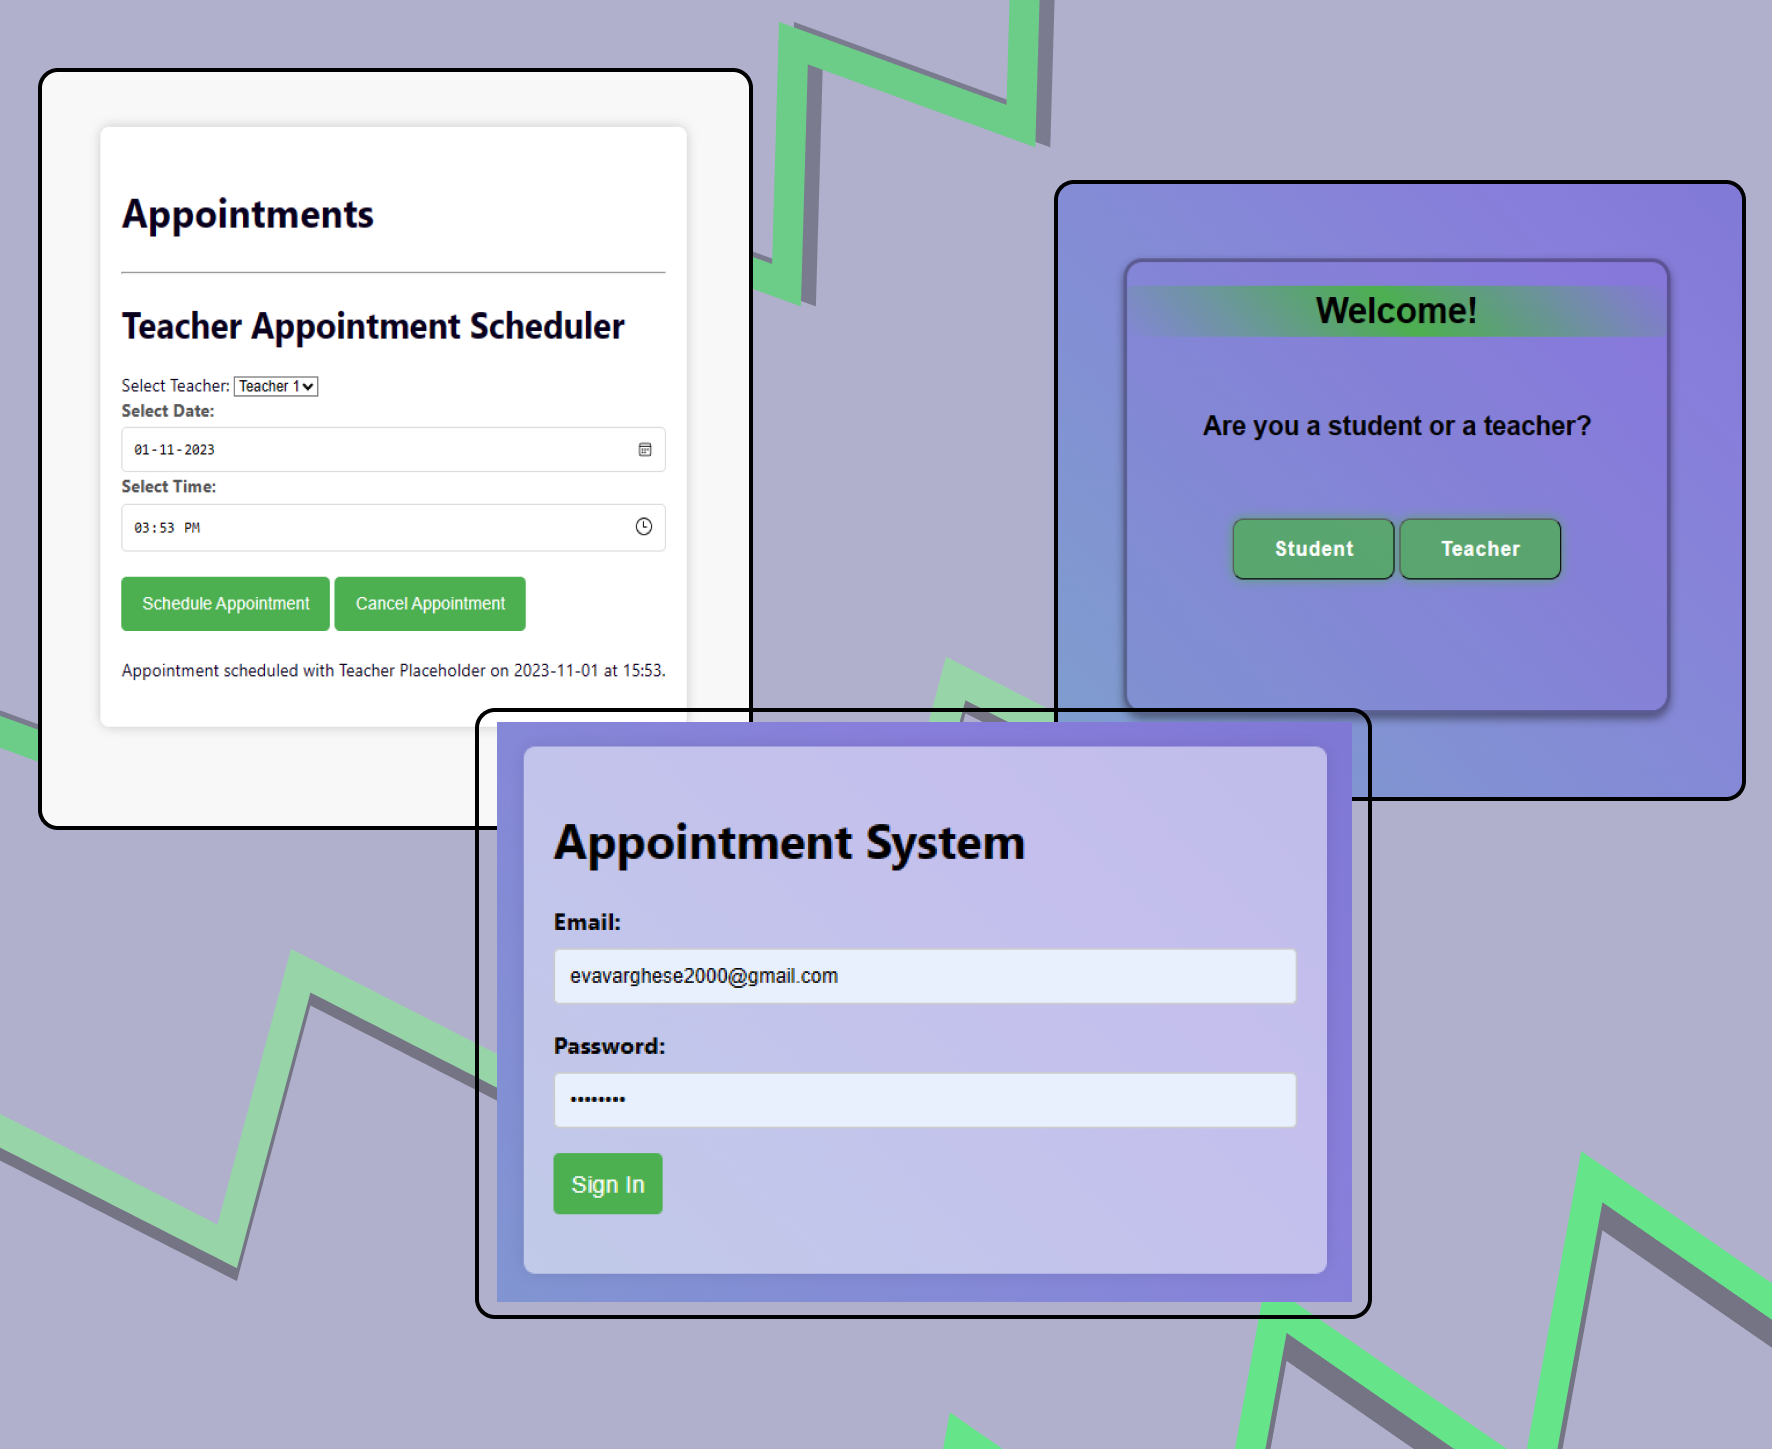 Appointments
Teacher Appointment Scheduler
Select Teacher: Teacher 1
Select Date:
01-11-2023
Select Time:
03:53 PM
Schedule Appointment Cancel Appointment
Appointment scheduled with Teacher Placeholder on 2023-11-01 at 15:53.
Welcome!
Are you a student or a teacher?
Student Teacher
Appointment System
Email:
evavarghese2000@gmail.com
Password:
••••••••
Sign In